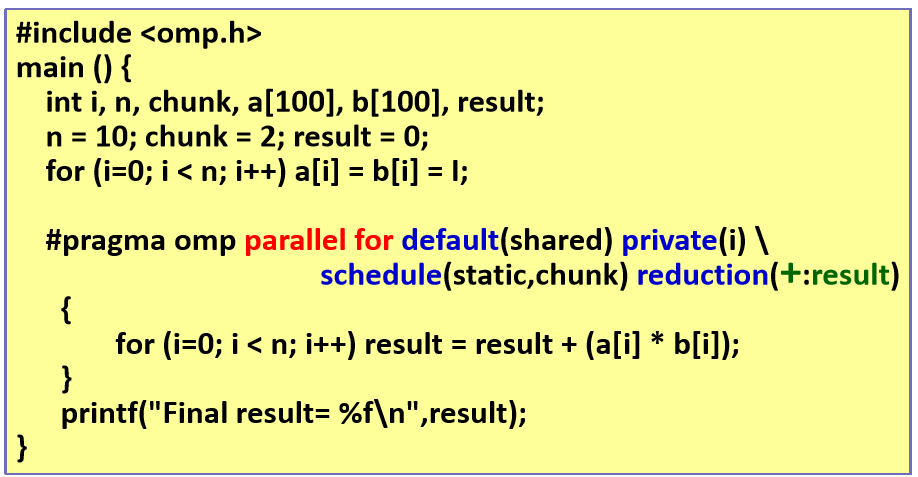 #include <omp.h>
main () {
int i, n, chunk, a[100], b[100], result;
n = 10; chunk = 2; result = 0;
for (i=0; i < n; i++) a[i] = b[i] = I;
#pragma omp parallel for default(shared) private(i) \
schedule(static,chunk) reduction(+:result)
{
for (i=0; i < n; i++) result = result + (a[i] * b[i]);
}
printf("Final result= %f\n",result);
}